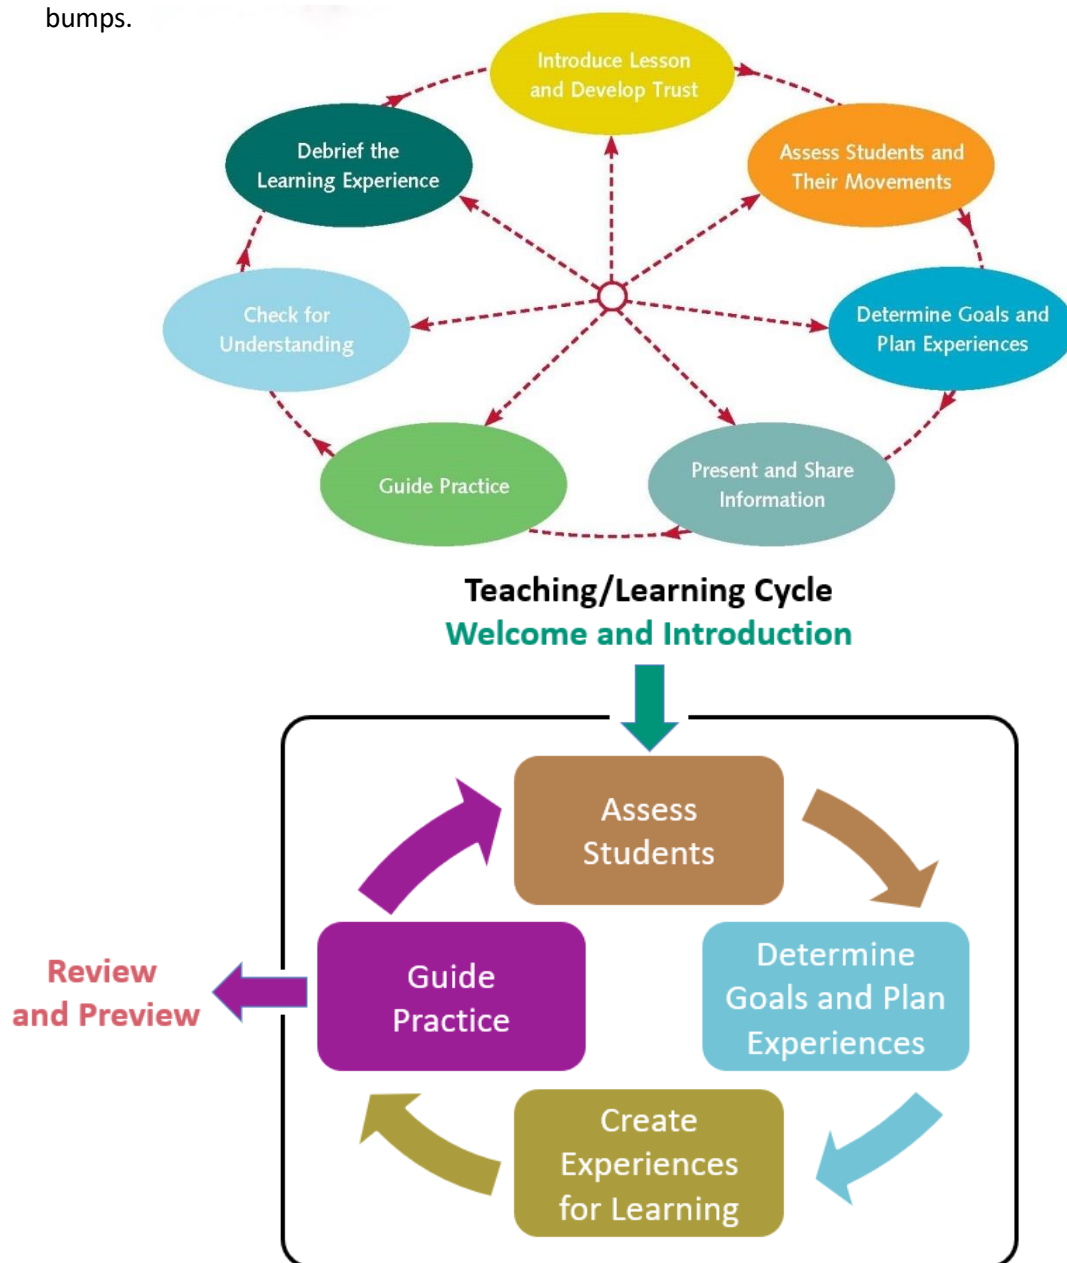 bumps.
Introduce Lesson
and Develop Trust
Assess Students and
Their Movements
Determine Goals and
Plan Experiences
Present and Share
Information
Guide Practice
Check for
Understanding
Debrief the
Learning Experience
Teaching/Learning Cycle
Welcome and Introduction
Assess
Students
Determine
Goals and Plan
Experiences
Create
Experiences
for Learning
Guide
Practice
Review
and Preview